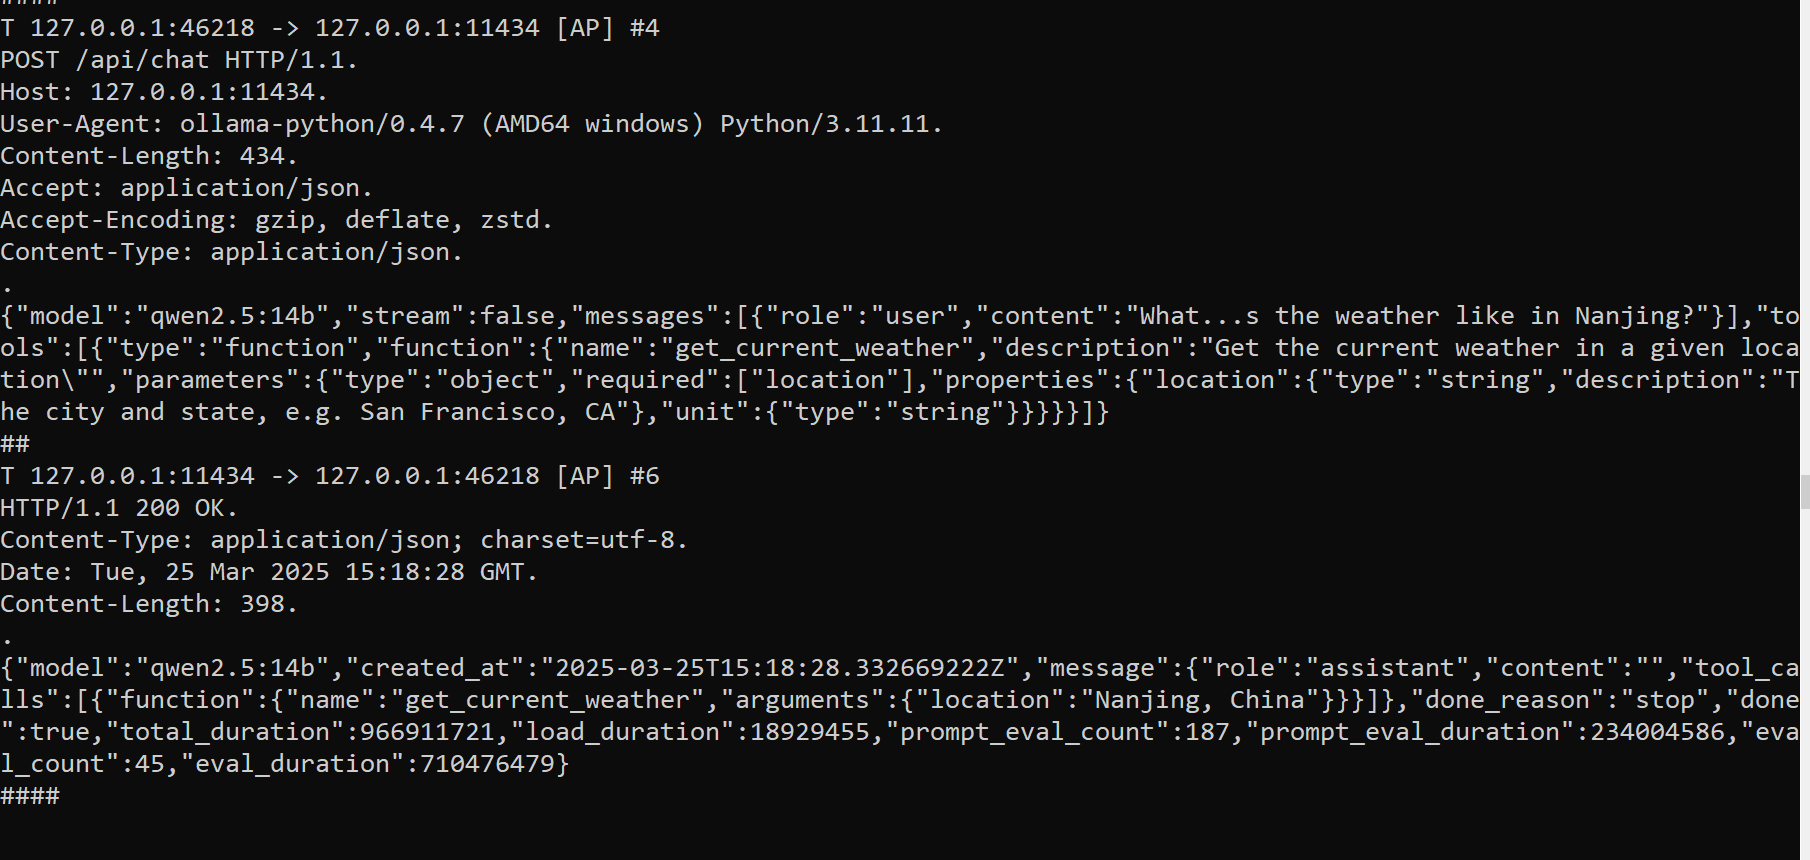 T 127.0.0.1:46218 -> 127.0.0.1:11434 [AP] #4
POST /api/chat HTTP/1.1.
Host: 127.0.0.1:11434.
User-Agent: ollama-python/0.4.7 (AMD64 windows) Python/3.11.11.
Content-Length: 434.
Accept: application/json.
Accept-Encoding: gzip, deflate, zstd.
Content-Type: application/json.
.
{"model":"qwen2.5:14b","stream":false,"messages":[{"role":"user","content":"What...s the weather like in Nanjing?"}],"to
ols":[{"type":"function","function":{"name":"get_current_weather","description":"Get the current weather in a given loca
tion\"","parameters":{"type":"object","required":["location"],"properties":{"location":{"type":"string","description":"T
he city and state, e.g. San Francisco, CA"},"unit":{"type":"string"}}}}}]}
##
T 127.0.0.1:11434 -> 127.0.0.1:46218 [AP] #6
HTTP/1.1 200 OK.
Content-Type: application/json; charset=utf-8.
Date: Tue, 25 Mar 2025 15:18:28 GMT.
Content-Length: 398.
.
{"model":"qwen2.5:14b","created_at":"2025-03-25T15:18:28.332669222Z","message":{"role":"assistant","content":"","tool_ca
lls":[{"function":{"name":"get_current_weather","arguments":{"location":"Nanjing, China"}}}]},"done_reason":"stop","done
":true,"total_duration":966911721,"load_duration":18929455,"prompt_eval_count":187,"prompt_eval_duration":234004586,"eva
l_count":45,"eval_duration":710476479}
####